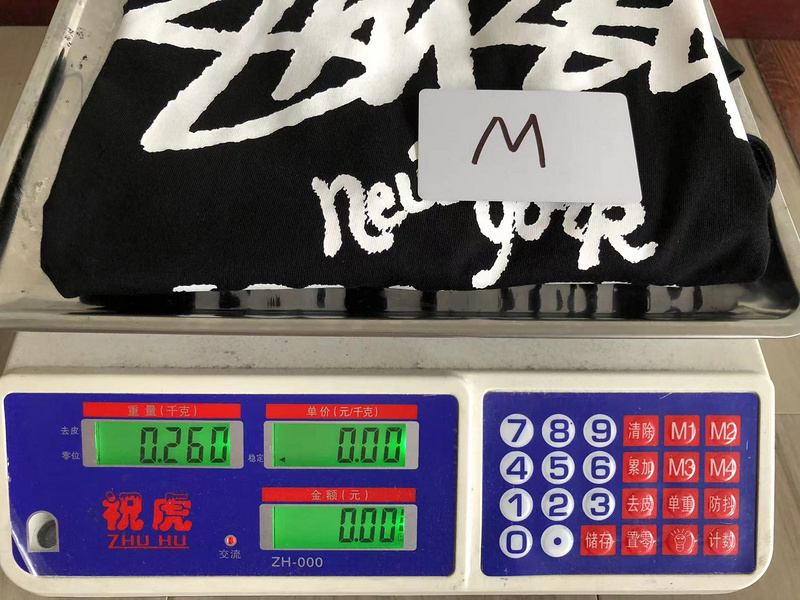 M
new york
重量(千克)
单价(元/千克)
去皮
零位
0.260
稳定
0.00
金额(元)
0.00
祝虎
ZHU HU
交流
ZH-000
7 8 9 清除 M1 M2
4 5 6 累加 M3 M4
1 2 3 去皮 单重 防抖
0 . 储存 置零 计数